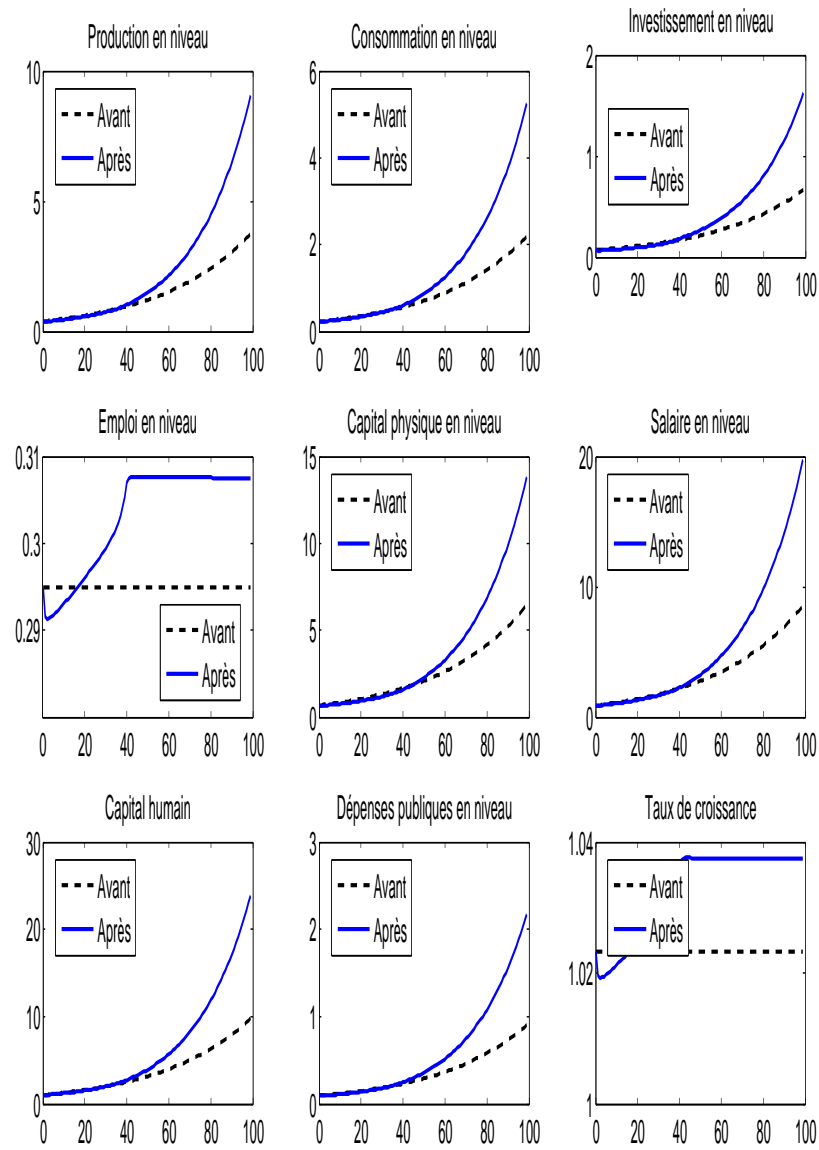 Production en niveau
10
5
0
Avant
Après
0 20 40 60 80 100
Consommation en niveau
6
4
2
0
Avant
Après
0 20 40 60 80 100
Investissement en niveau
2
1
0
Avant
Après
0 20 40 60 80 100
Emploi en niveau
0.31
0.3
0.29
Avant
Après
0 20 40 60 80 100
Capital physique en niveau
15
10
5
0
Avant
Après
0 20 40 60 80 100
Salaire en niveau
20
10
0
Avant
Après
0 20 40 60 80 100
Capital humain
30
20
10
0
Avant
Après
0 20 40 60 80 100
Dépenses publiques en niveau
3
2
1
0
Avant
Après
0 20 40 60 80 100
Taux de croissance
1.04
1.02
1
Avant
Après
0 20 40 60 80 100